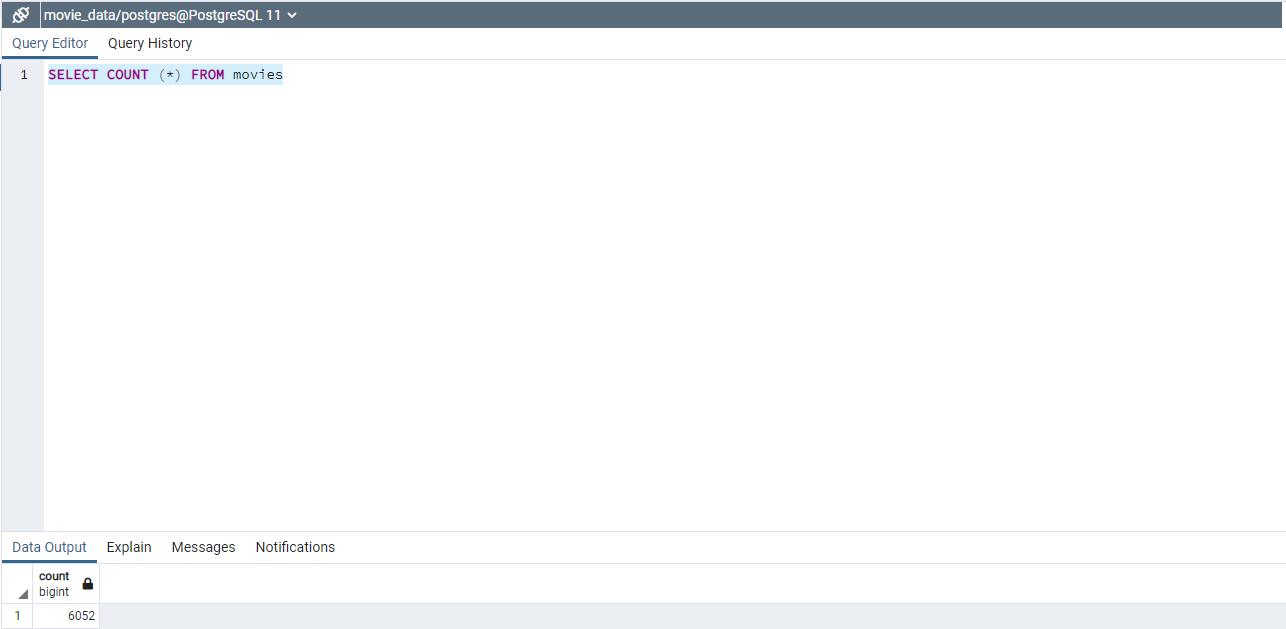 movie_data/postgres@PostgreSQL 11
Query Editor Query History
1 SELECT COUNT (*) FROM movies
Data Output Explain Messages Notifications
count
bigint
1 6052